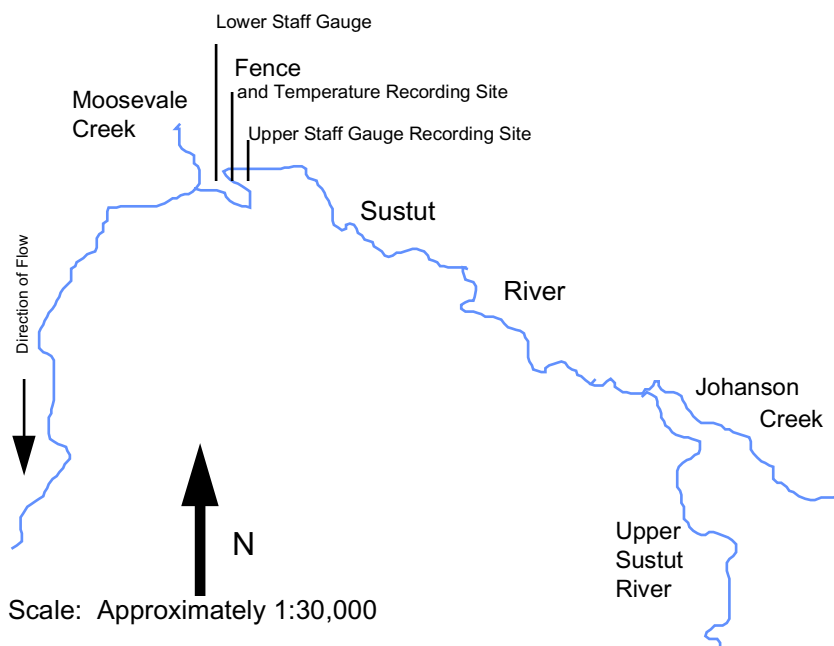 Lower Staff Gauge
Fence
and Temperature Recording Site
Moosevale
Creek
Upper Staff Gauge Recording Site
Sustut
River
Direction of Flow
Johanson
Creek
N
Upper
Sustut
River
Scale: Approximately 1:30,000